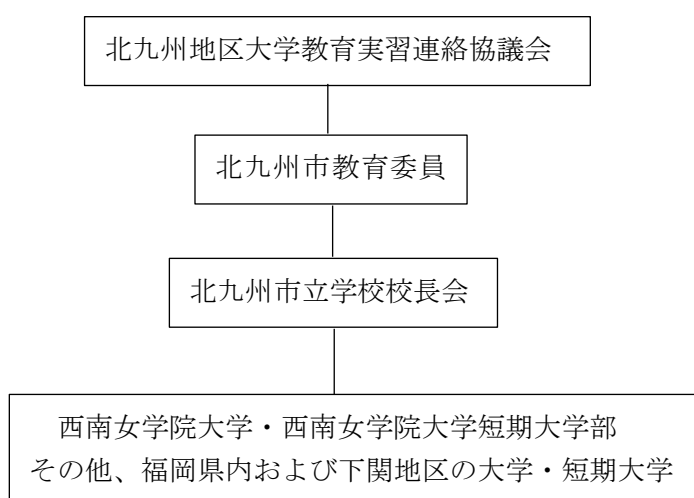 北九州地区大学教育実習連絡協議会
北九州市教育委員
北九州市立学校校長会
西南女学院大学・西南女学院大学短期大学部
その他、福岡県内および下関地区の大学・短期大学